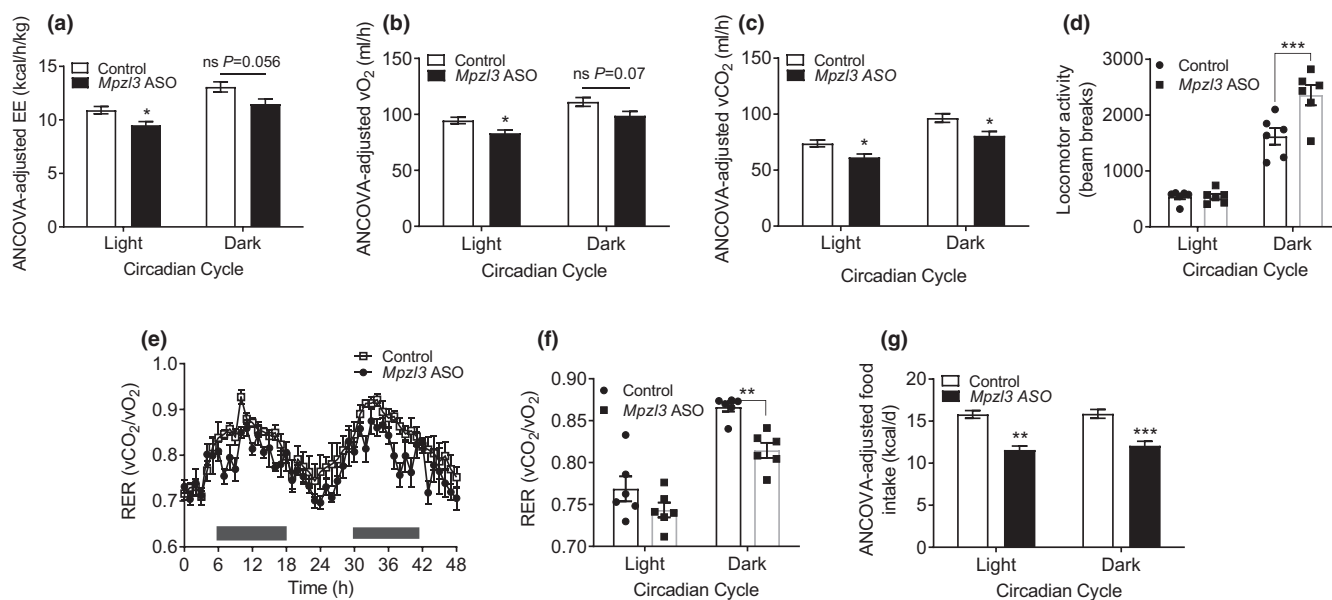 (a)
ANCOVA-adjusted EE (kcal/h/kg)
15
10
5
0
Control
Mpzl3 ASO
*
ns P=0.056
Light
Dark
Circadian Cycle
(b)
ANCOVA-adjusted vO₂ (ml/h)
150
100
50
0
Control
Mpzl3 ASO
*
ns P=0.07
Light
Dark
Circadian Cycle
(c)
ANCOVA-adjusted vCO₂ (ml/h)
150
100
50
0
Control
Mpzl3 ASO
*
*
Light
Dark
Circadian Cycle
(d)
Locomotor activity
(beam breaks)
3000
2000
1000
0
Control
Mpzl3 ASO
***
Light
Dark
Circadian Cycle
(e)
RER (vCO₂/vO₂)
1.0
0.9
0.8
0.7
0.6
Control
Mpzl3 ASO
0 6 12 18 24 30 36 42 48
Time (h)
(f)
RER (vCO₂/vO₂)
0.90
0.85
0.80
0.75
0.70
Control
Mpzl3 ASO
**
Light
Dark
Circadian Cycle
(g)
ANCOVA-adjusted food
intake (kcal/d)
20
15
10
5
0
Control
Mpzl3 ASO
**
***
Light
Dark
Circadian Cycle